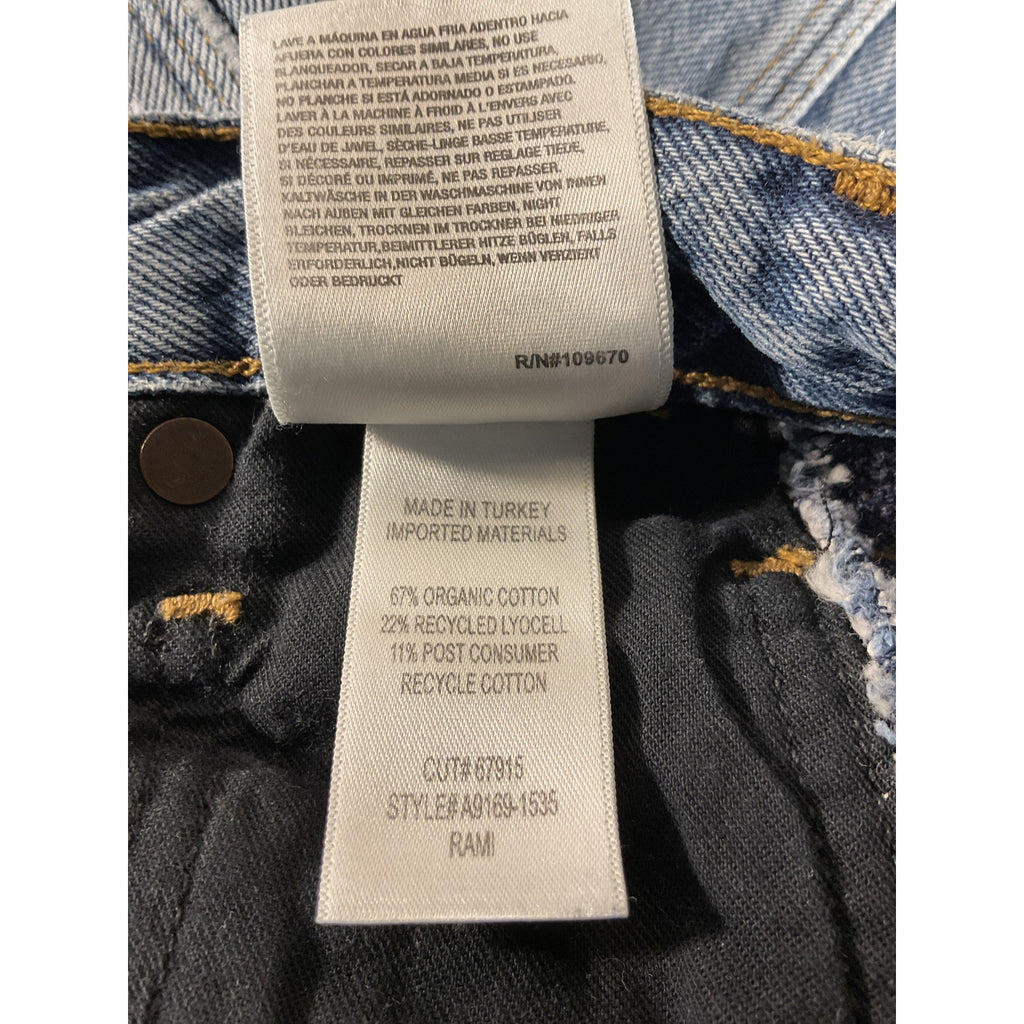 LAVE A MÁQUINA EN AGUA FRIA ADENTRO HACIA
AFUERA CON COLORES SIMILARES, NO USE
BLANQUEADOR, SECAR A BAJA TEMPERATURA,
PLANCHAR A TEMPERATURA MEDIA SI ES NECESARIO,
NO PLANCHE SI ESTÁ ADORNADO O ESTAMPADO.
LAVER À LA MACHINE À FROID À L'ENVERS AVEC
DES COULEURS SIMILAIRES, NE PAS UTILISER
D'EAU DE JAVEL, SÈCHE-LINGE BASSE TEMPERATURE,
SI NÉCESSAIRE, REPASSER SUR REGLAGE TIEDE,
SI DÉCORÉ OU IMPRIMÉ, NE PAS REPASSER.
KALTWÄSCHE IN DER WASCHMASCHINE VON INNEN
NACH AUßEN MIT GLEICHEN FARBEN, NIGHT
BLEICHEN, TROCKNEN IM TROCKNER BEI NIEDRIGER
TEMPERATUR,BEIMITTLERER HITZE BÜGLEN, FALLS
ERFORDERLICH,NICHT BÜGELN, WENN VERZIERT
ODER BEDRUCKT
R/N#109670
MADE IN TURKEY
IMPORTED MATERIALS
67% ORGANIC COTTON
22% RECYCLED LYOCELL
11% POST CONSUMER
RECYCLE COTTON
CUT# 67915
STYLE# A9169-1535
RAMI